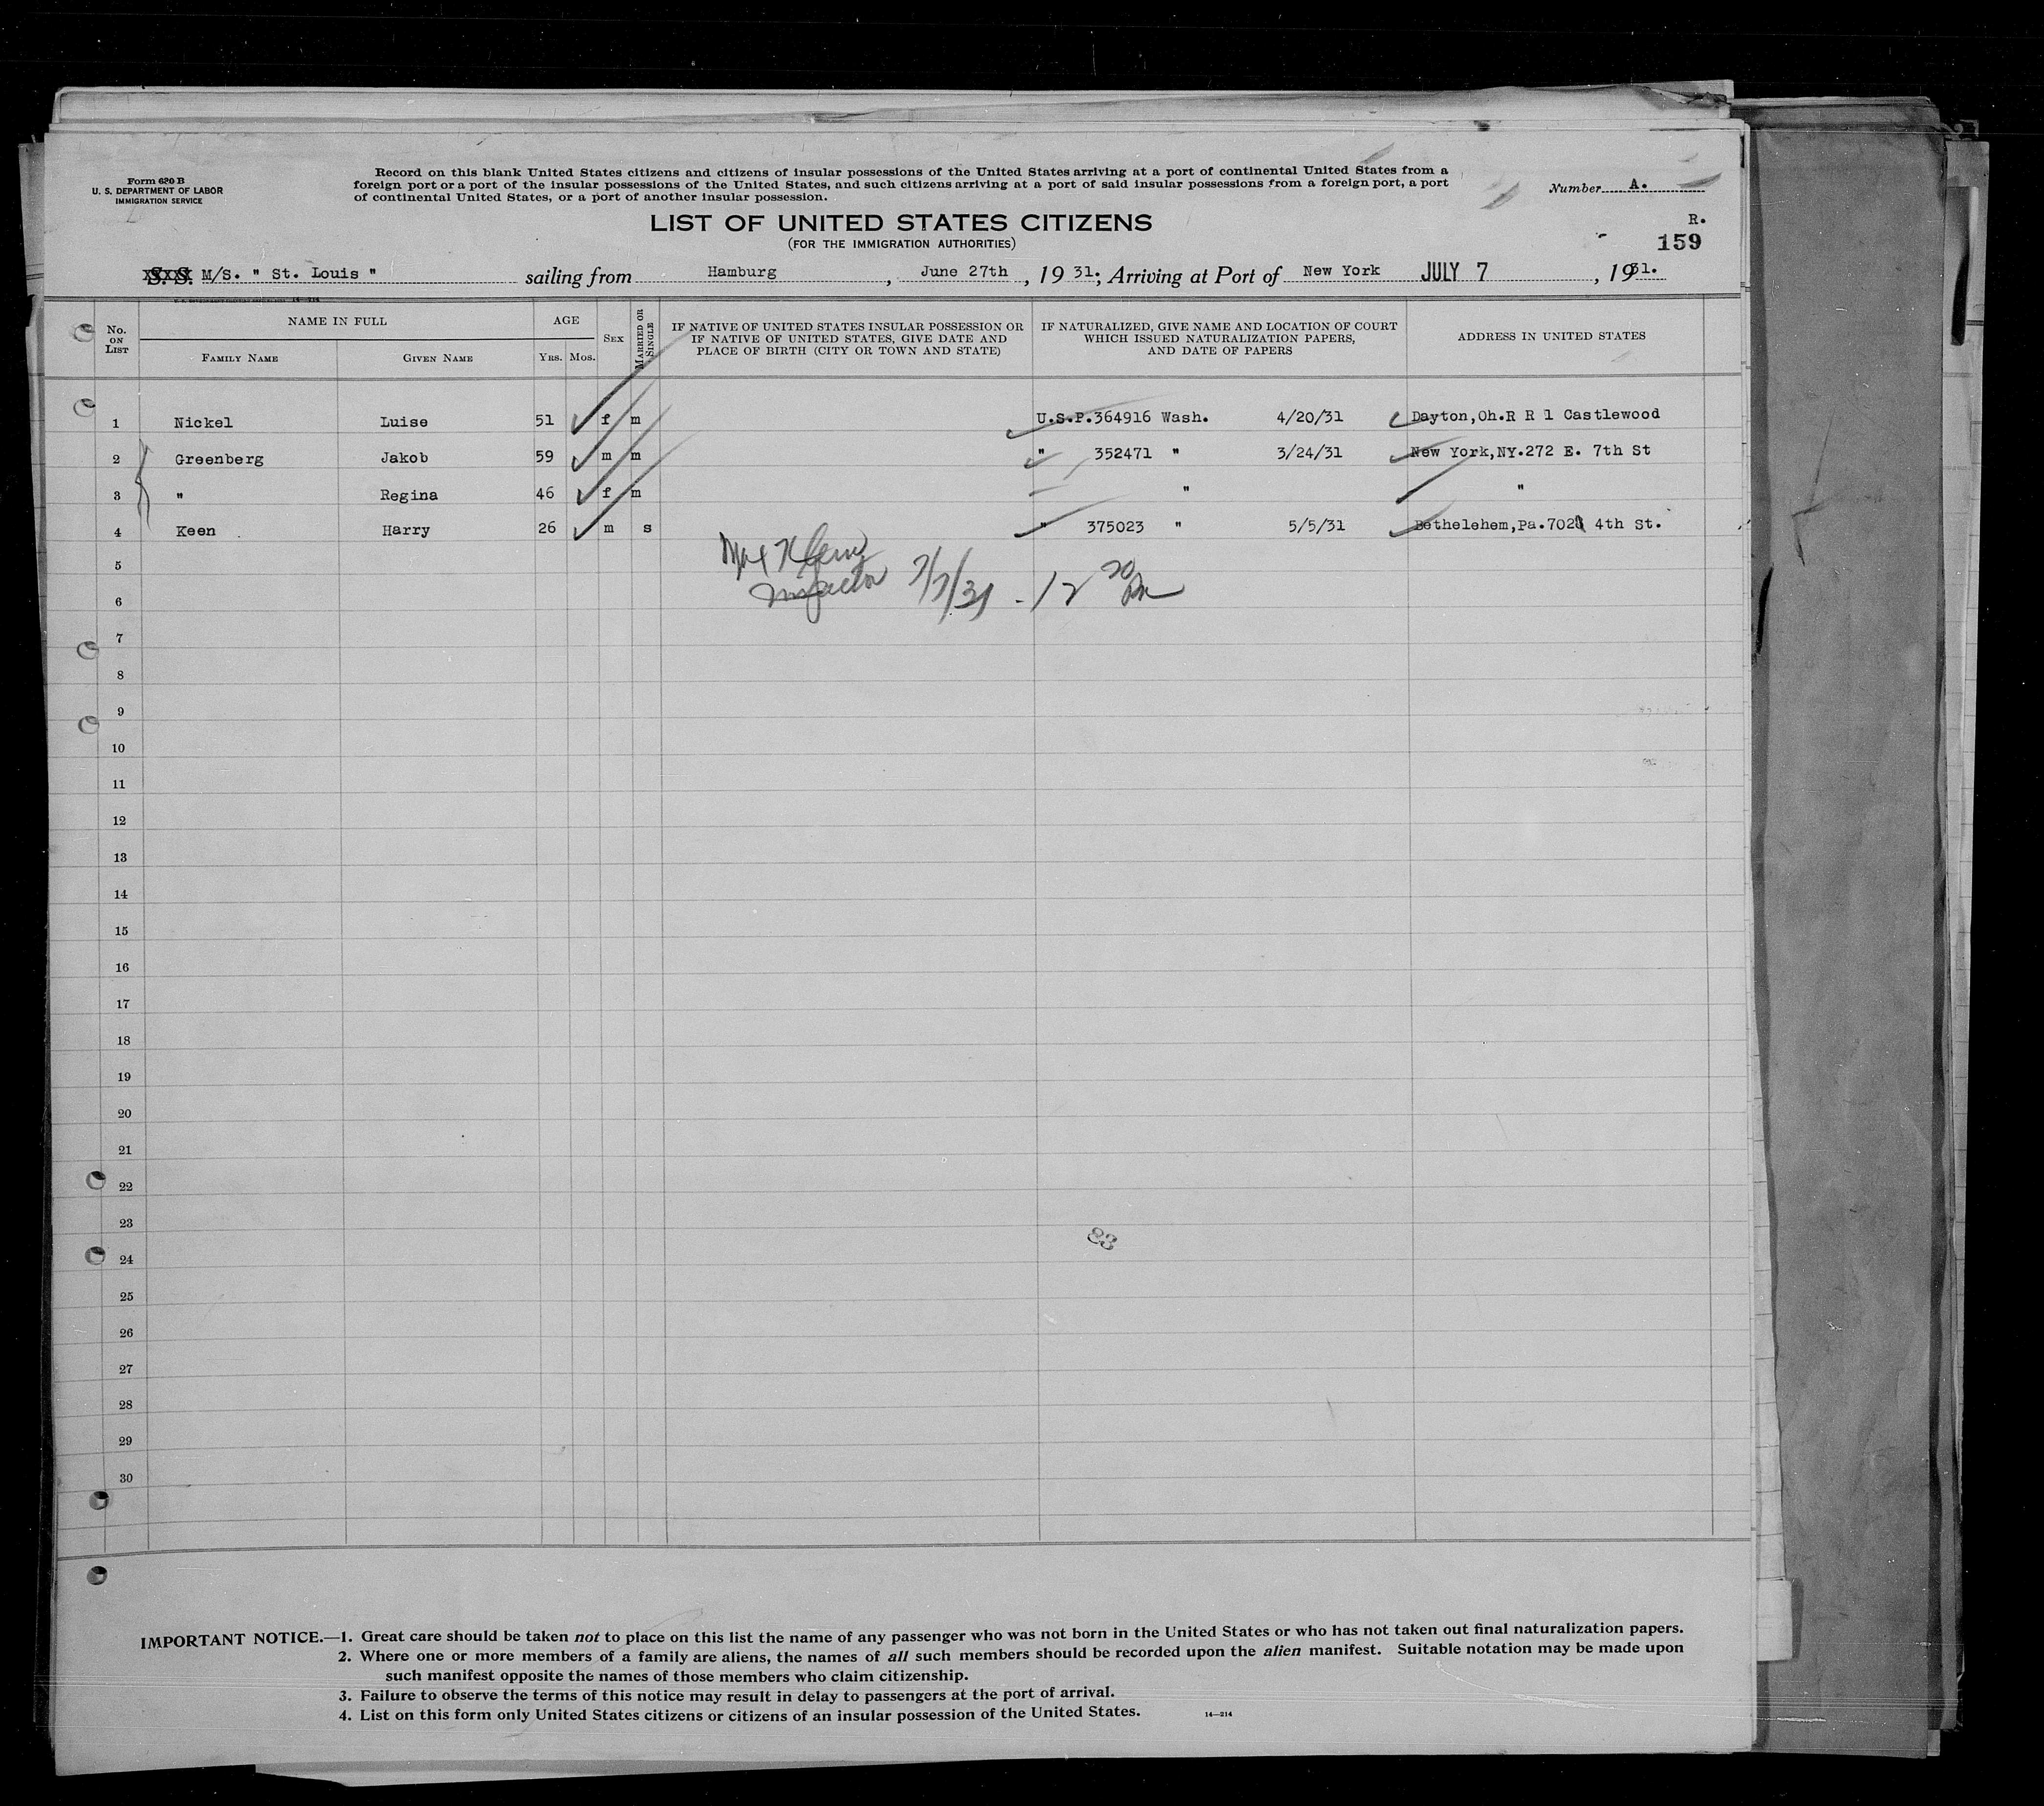 Form 620 B
U. S. DEPARTMENT OF LABOR
IMMIGRATION SERVICE
Record on this blank United States citizens and citizens of insular possessions of the United States arriving at a port of continental United States from a
foreign port or a port of the insular possessions of the United States, and such citizens arriving at a port of said insular possessions from a foreign port, a port
of continental United States, or a port of another insular possession.
Number A.
LIST OF UNITED STATES CITIZENS
(FOR THE IMMIGRATION AUTHORITIES)
R.
159
S. S. M/S. " St. Louis " sailing from Hamburg, June 27th, 19 31; Arriving at Port of New York JULY 7, 1931.
No. ON LIST
NAME IN FULL
FAMILY NAME GIVEN NAME
AGE
YRS. MOS.
SEX
MARRIED OR SINGLE
IF NATIVE OF UNITED STATES INSULAR POSSESSION OR
IF NATIVE OF UNITED STATES, GIVE DATE AND
PLACE OF BIRTH (CITY OR TOWN AND STATE)
IF NATURALIZED, GIVE NAME AND LOCATION OF COURT
WHICH ISSUED NATURALIZATION PAPERS,
AND DATE OF PAPERS
ADDRESS IN UNITED STATES
1 Nickel Luise 51 f m U.S.P.364916 Wash. 4/20/31 Dayton,Oh.R R 1 Castlewood
2 Greenberg Jakob 59 m m " 352471 " 3/24/31 New York,NY.272 E. 7th St
3 " Regina 46 f m " "
4 Keen Harry 26 m s " 375023 " 5/5/31 Bethelehem,Pa.702 4th St.
5
7/7/31 - 12 20 Pm
6
7
8
9
10
11
12
13
14
15
16
17
18
19
20
21
22
23
83
24
25
26
27
28
29
30
IMPORTANT NOTICE.—1. Great care should be taken not to place on this list the name of any passenger who was not born in the United States or who has not taken out final naturalization papers.
2. Where one or more members of a family are aliens, the names of all such members should be recorded upon the alien manifest. Suitable notation may be made upon
such manifest opposite the names of those members who claim citizenship.
3. Failure to observe the terms of this notice may result in delay to passengers at the port of arrival.
4. List on this form only United States citizens or citizens of an insular possession of the United States. 14—214